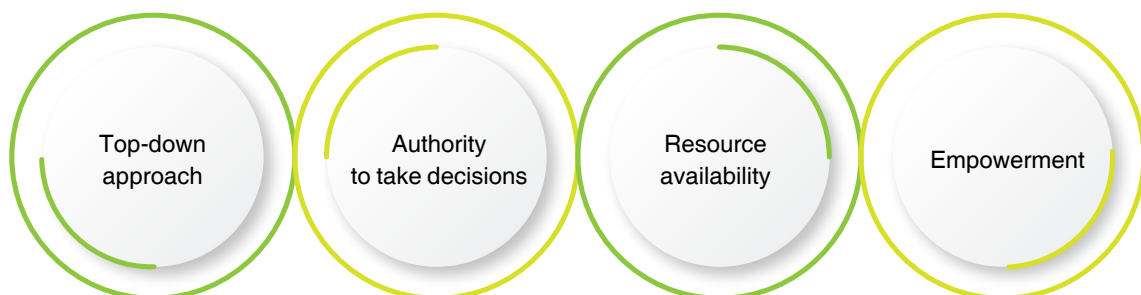 Top-down
approach
Authority
to take decisions
Resource
availability
Empowerment